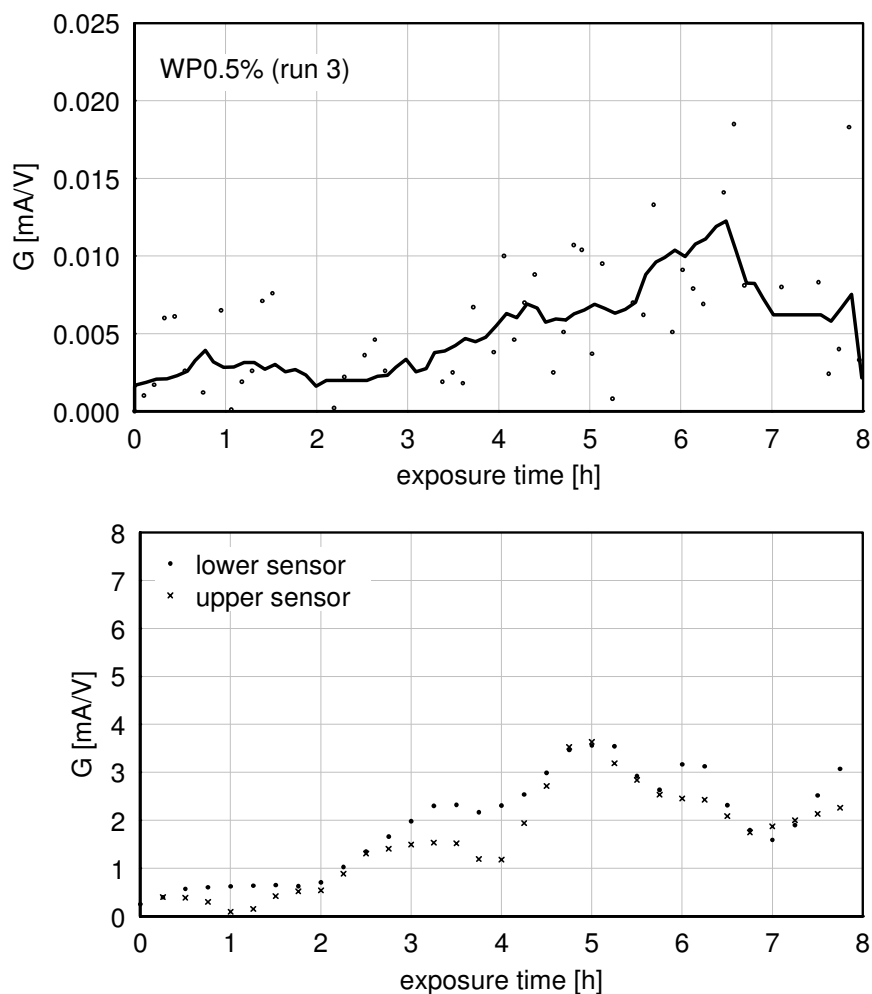 0.025
WP0.5% (run 3)
0.020
0.015
0.010
0.005
0.000
G [mA/V]
0 1 2 3 4 5 6 7 8
exposure time [h]
8
lower sensor
7
upper sensor
6
5
4
3
2
1
0
G [mA/V]
0 1 2 3 4 5 6 7 8
exposure time [h]